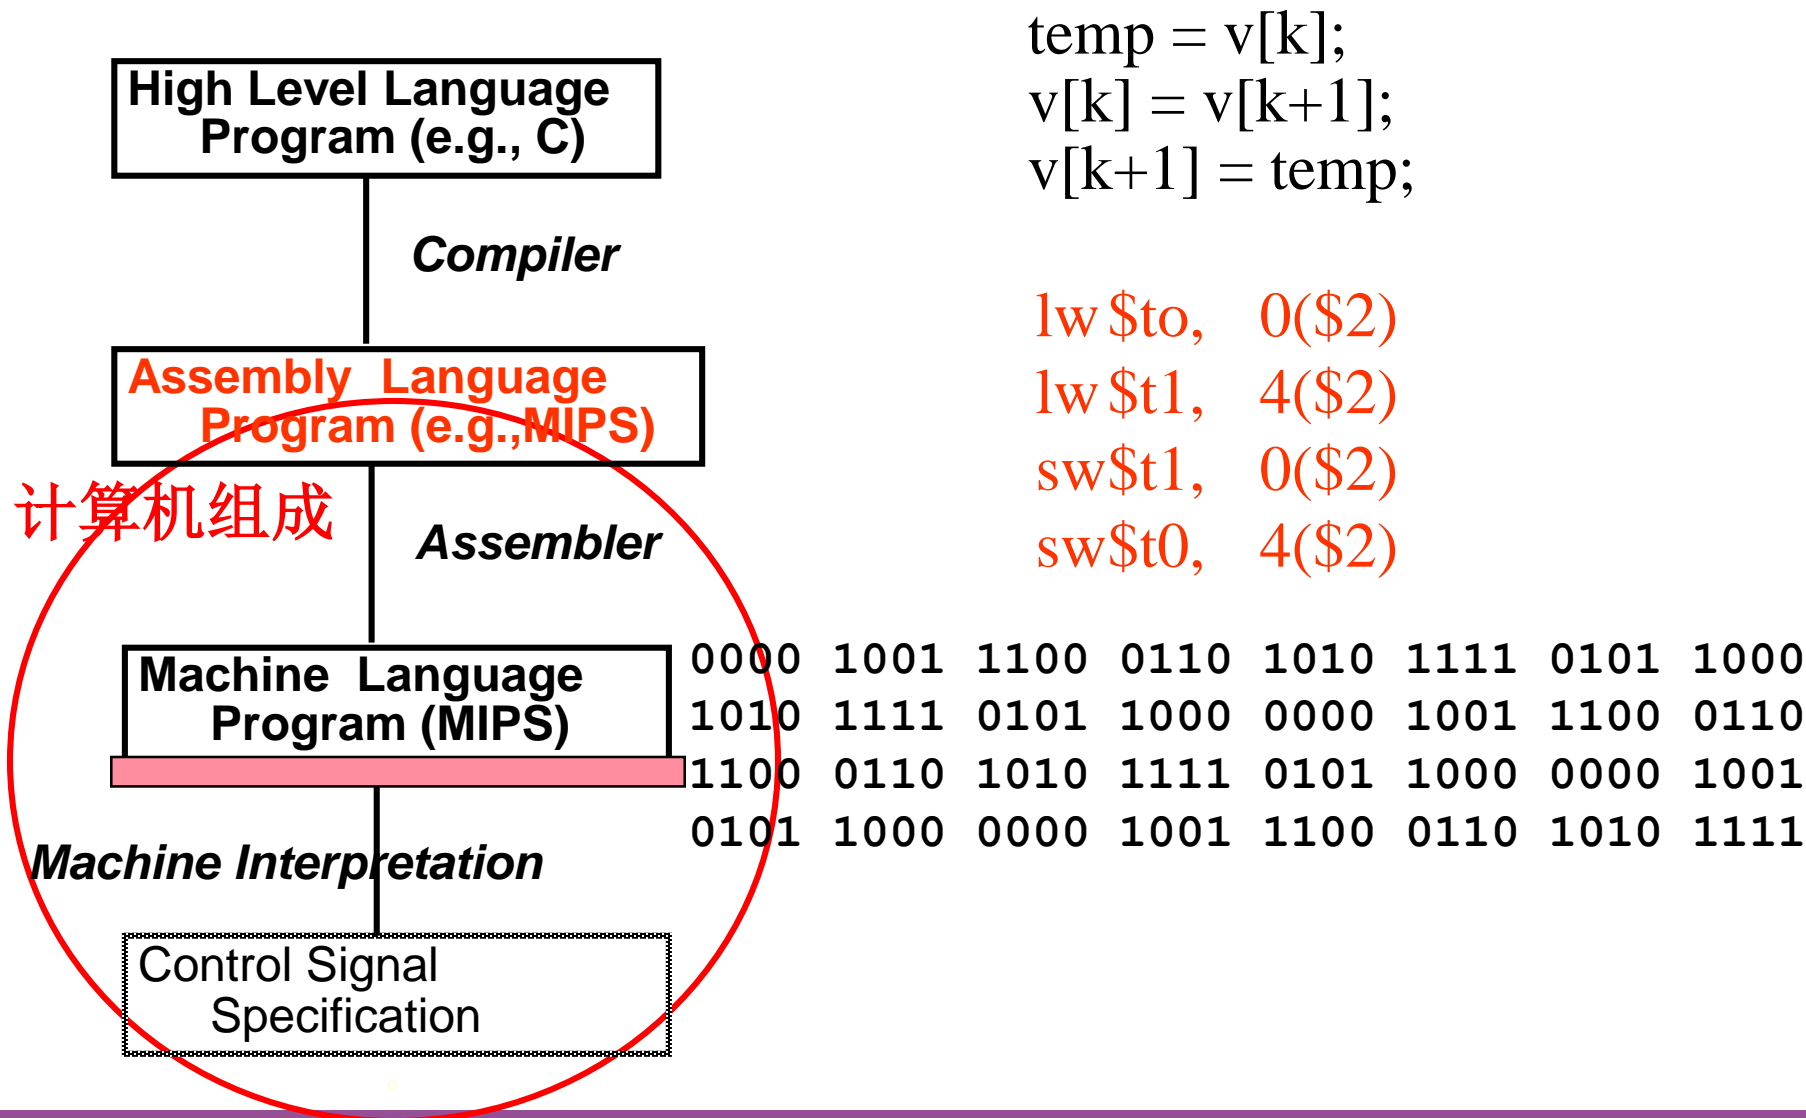 High Level Language
Program (e.g., C)
Compiler
Assembly Language
Program (e.g.,MIPS)
计算机组成
Assembler
Machine Language
Program (MIPS)
Machine Interpretation
Control Signal
Specification
temp = v[k];
v[k] = v[k+1];
v[k+1] = temp;
lw $to, 0($2)
lw $t1, 4($2)
sw$t1, 0($2)
sw$t0, 4($2)
0000 1001 1100 0110 1010 1111 0101 1000
1010 1111 0101 1000 0000 1001 1100 0110
1100 0110 1010 1111 0101 1000 0000 1001
0101 1000 0000 1001 1100 0110 1010 1111